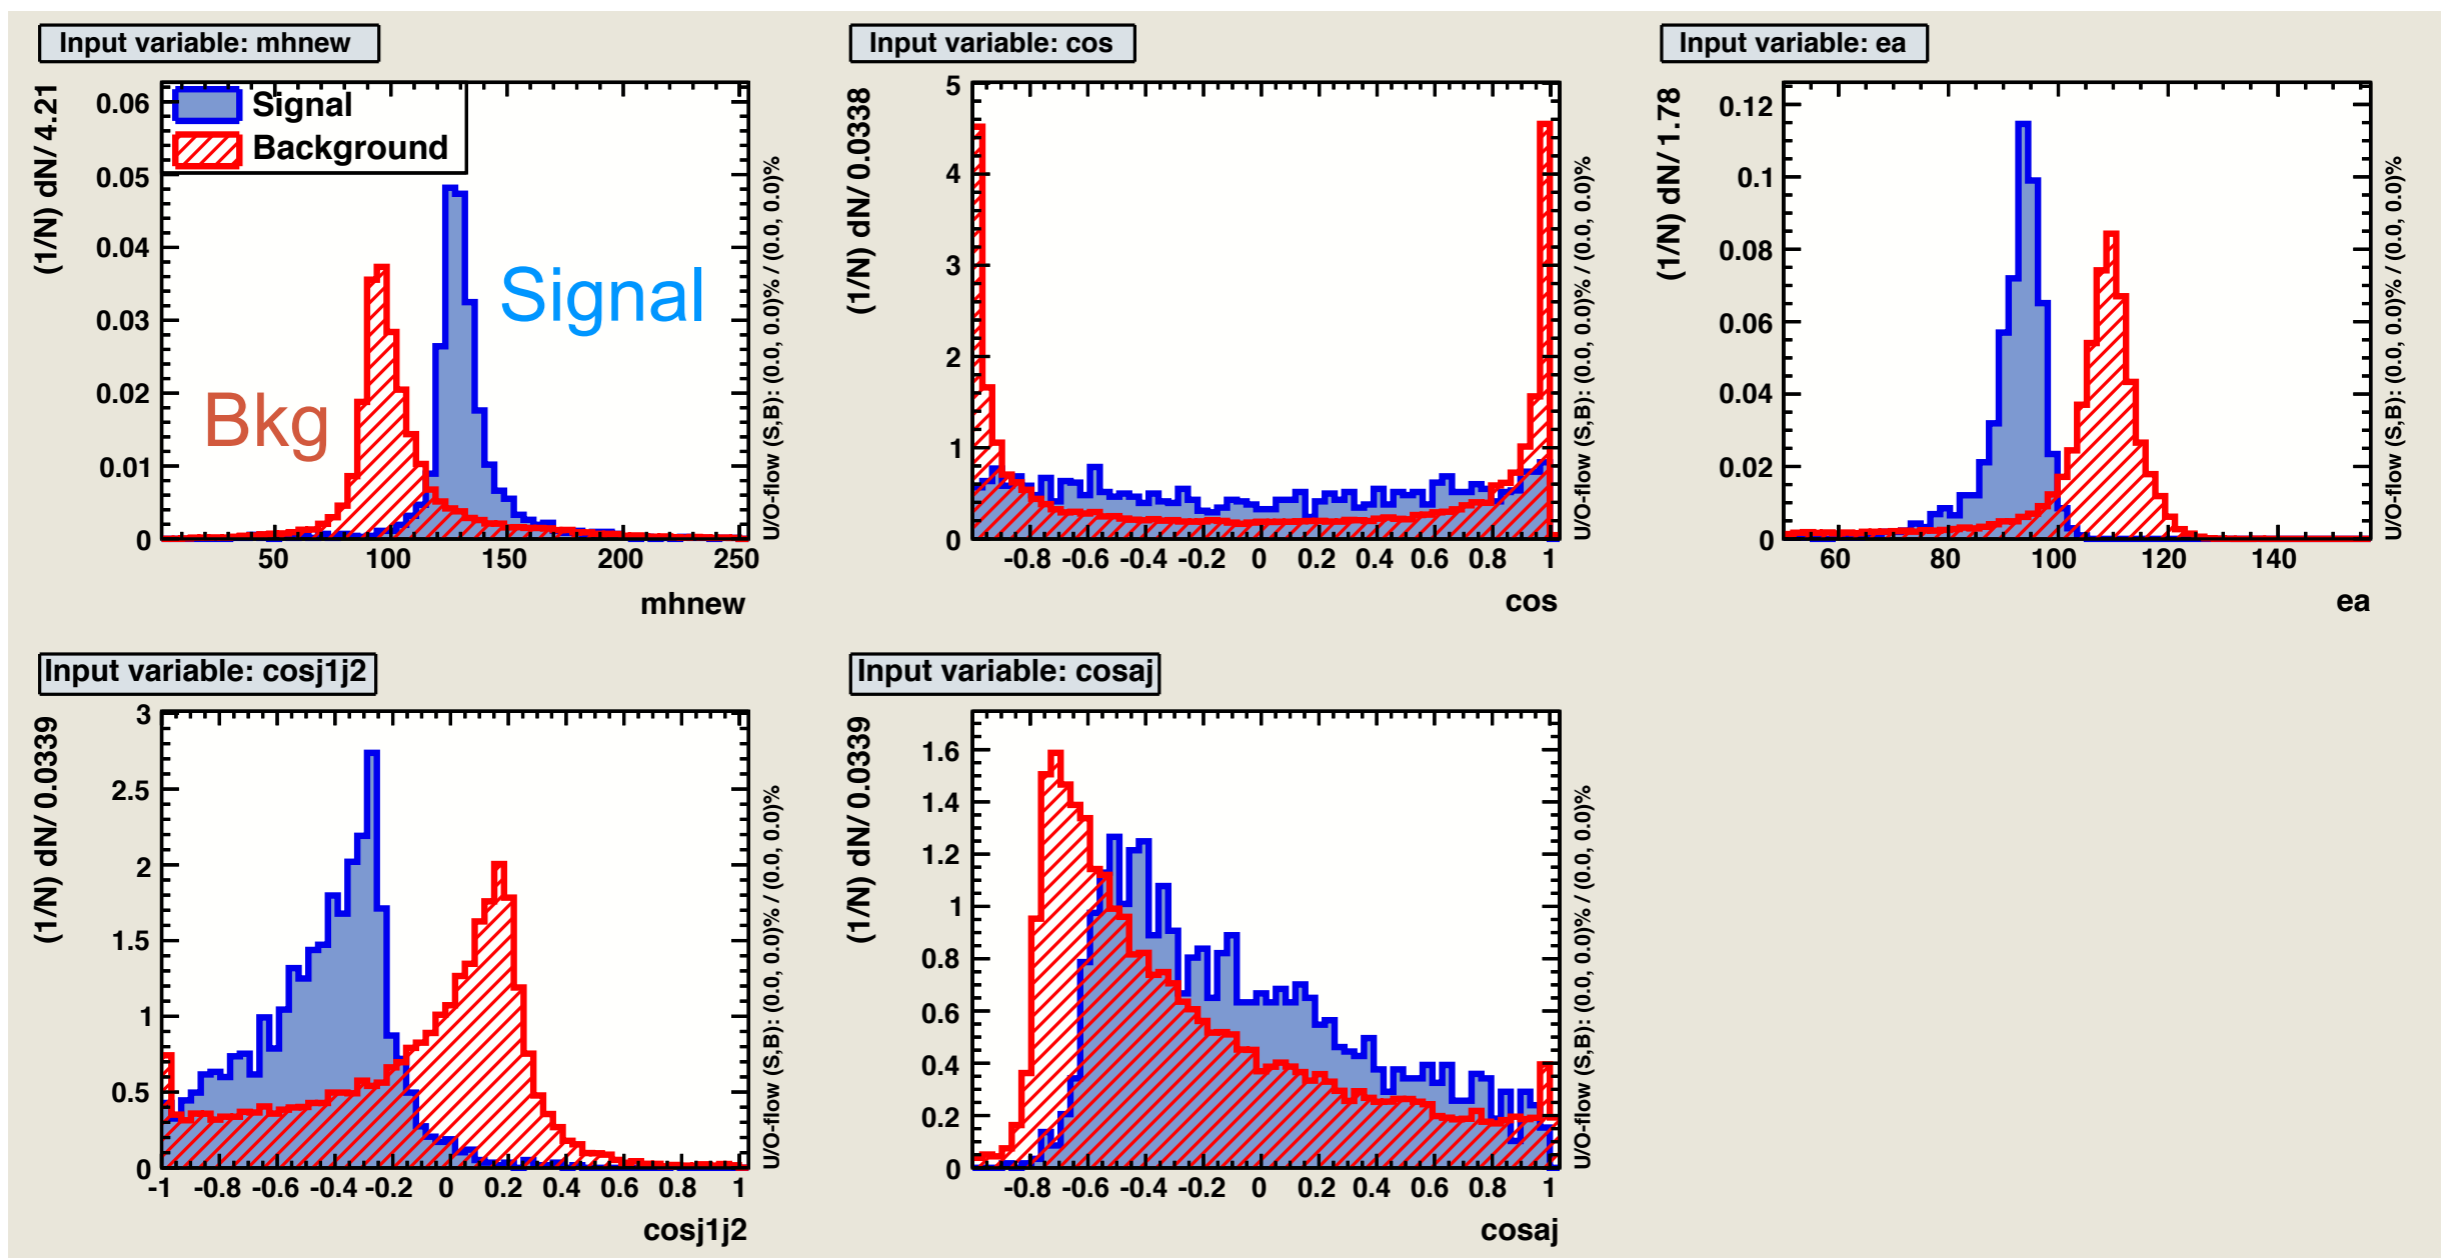 Input variable: mhnew
(1/N) dN/ 4.21
0.06
0.05
0.04
0.03
0.02
0.01
0
Signal
Background
Signal
Bkg
50 100 150 200 250
mhnew
U/O-flow (S,B): (0.0, 0.0)% / (0.0, 0.0)%
Input variable: cos
(1/N) dN/ 0.0338
5
4
3
2
1
0
-0.8 -0.6 -0.4 -0.2 0 0.2 0.4 0.6 0.8 1
cos
U/O-flow (S,B): (0.0, 0.0)% / (0.0, 0.0)%
Input variable: ea
(1/N) dN/ 1.78
0.12
0.1
0.08
0.06
0.04
0.02
0
60 80 100 120 140
ea
U/O-flow (S,B): (0.0, 0.0)% / (0.0, 0.0)%
Input variable: cosj1j2
(1/N) dN/ 0.0339
3
2.5
2
1.5
1
0.5
0
-1 -0.8 -0.6 -0.4 -0.2 0 0.2 0.4 0.6 0.8 1
cosj1j2
U/O-flow (S,B): (0.0, 0.0)% / (0.0, 0.0)%
Input variable: cosaj
(1/N) dN/ 0.0339
1.6
1.4
1.2
1
0.8
0.6
0.4
0.2
0
-0.8 -0.6 -0.4 -0.2 0 0.2 0.4 0.6 0.8 1
cosaj
U/O-flow (S,B): (0.0, 0.0)% / (0.0, 0.0)%